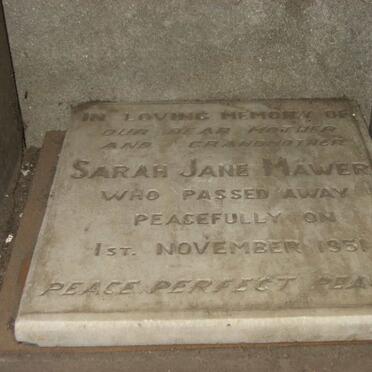 IN LOVING MEMORY OF
OUR DEAR MOTHER
AND GRANDMOTHER
SARAH JANE MAWER
WHO PASSED AWAY
PEACEFULLY ON
1ST. NOVEMBER 1951
PEACE PERFECT PEACE